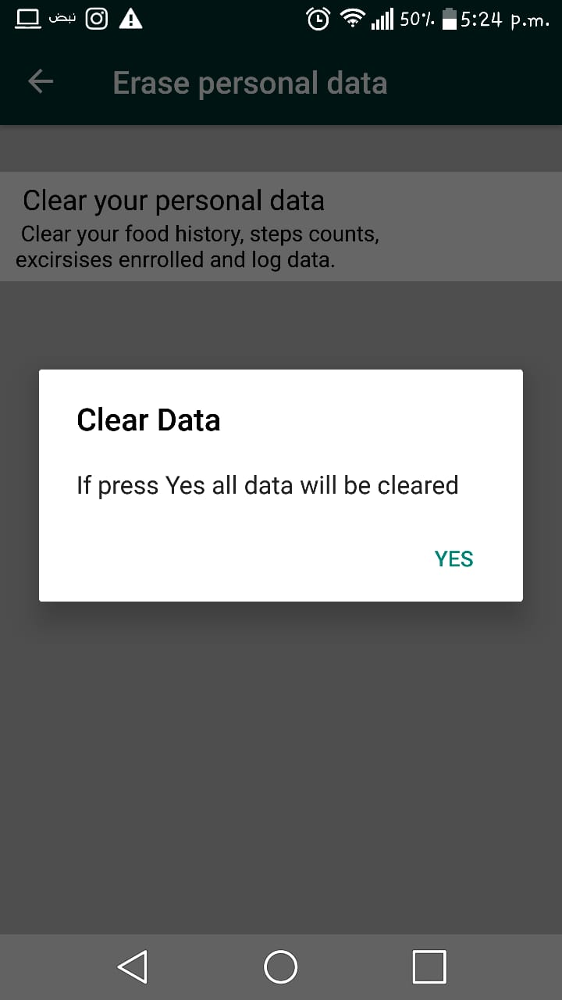 نبض 50% 5:24 p.m.
Erase personal data
Clear your personal data
Clear your food history, steps counts,
excirsises enrrolled and log data.
Clear Data
If press Yes all data will be cleared
YES